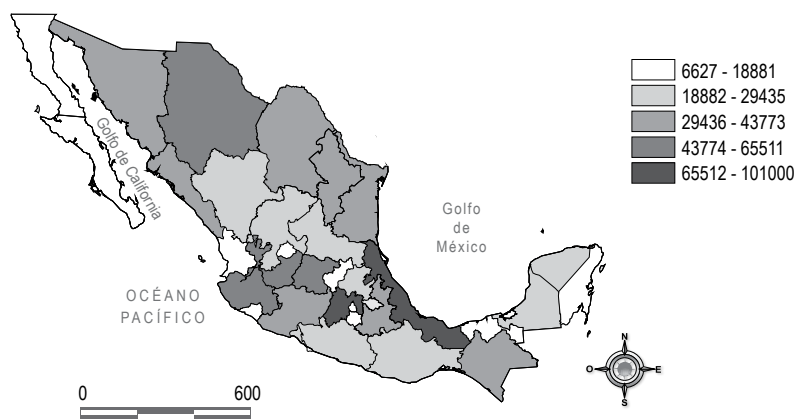 6627 - 18881
18882 - 29435
29436 - 43773
43774 - 65511
65512 - 101000
Golfo de California
Golfo
de
México
OCÉANO
PACÍFICO
N
O
E
S
0
600